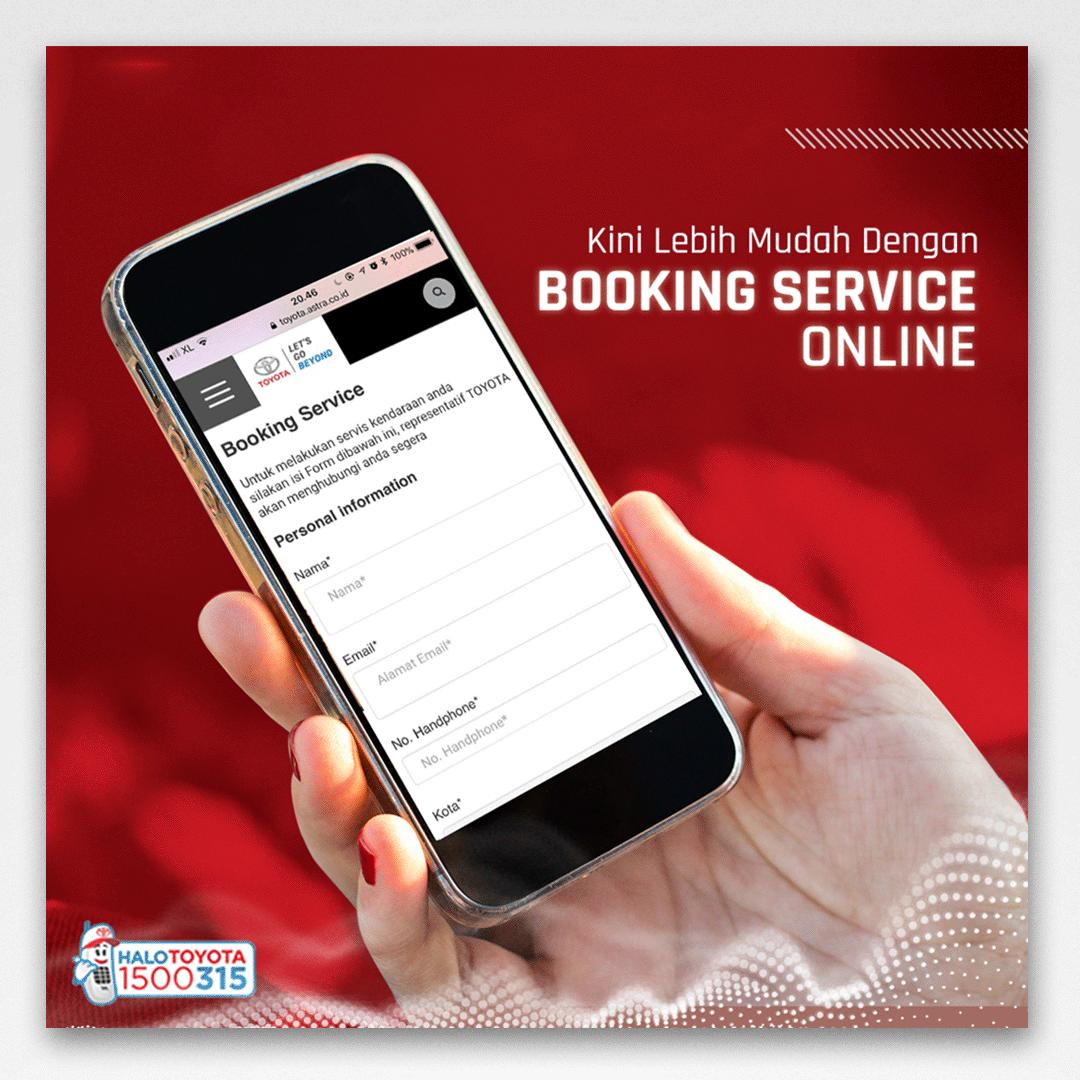 Kini Lebih Mudah Dengan
BOOKING SERVICE
ONLINE
XL
20.46
100%
toyota.astra.co.id
TOYOTA
LET'S
GO
BEYOND
Booking Service
Untuk melakukan servis kendaraan anda
silakan isi Form dibawah ini, representatif TOYOTA
akan menghubungi anda segera
Personal information
Nama*
Nama*
Email*
Alamat Email*
No. Handphone*
No. Handphone*
Kota*
HALOTOYOTA
1500315